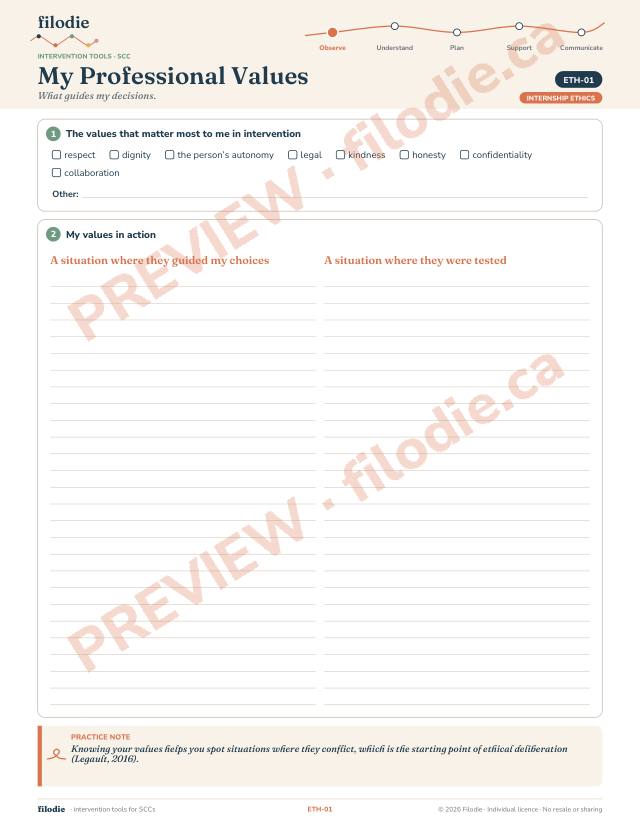 filodie
INTERVENTION TOOLS · SCC
Observe Understand Plan Support Communicate
My Professional Values
What guides my decisions.
ETH-01
INTERNSHIP ETHICS
1 The values that matter most to me in intervention
respect dignity the person's autonomy legal kindness honesty confidentiality
collaboration
Other:
2 My values in action
A situation where they guided my choices A situation where they were tested
PREVIEW · filodie.ca
PREVIEW · filodie.ca
PRACTICE NOTE
Knowing your values helps you spot situations where they conflict, which is the starting point of ethical deliberation
(Legault, 2016).
filodie · intervention tools for SCCs ETH-01 © 2026 Filodie · Individual licence · No resale or sharing